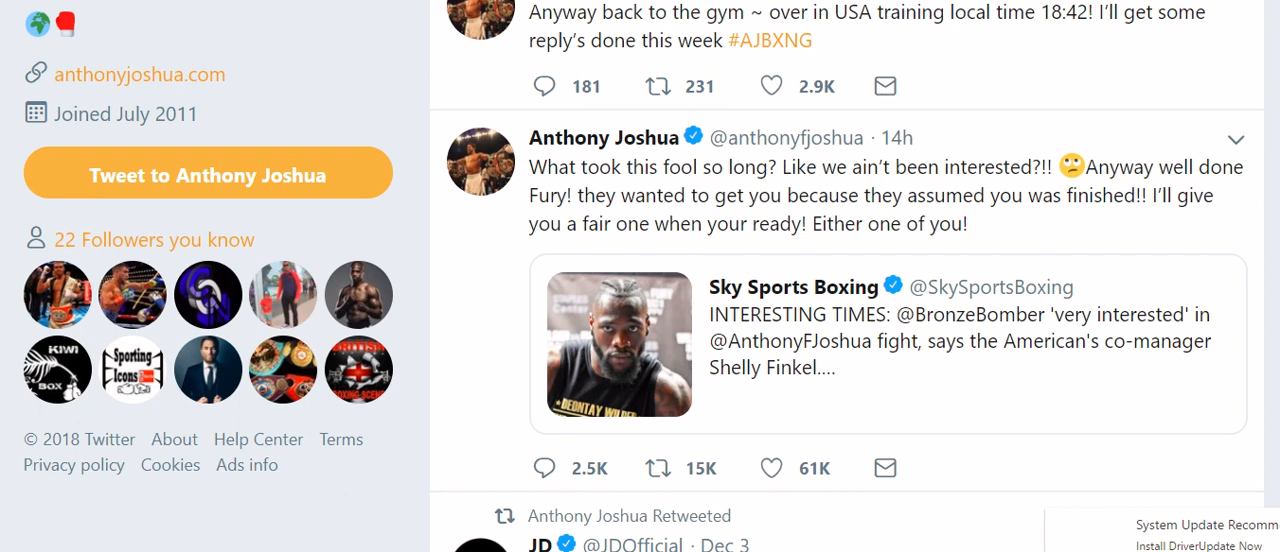 anthonyjoshua.com
Joined July 2011
Tweet to Anthony Joshua
22 Followers you know
KIWI
BOX
Sporting
Icons
BRITISH
BOXING SCENE
© 2018 Twitter About Help Center Terms
Privacy policy Cookies Ads info
Anyway back to the gym ~ over in USA training local time 18:42! I’ll get some
reply’s done this week #AJBXNG
181 231 2.9K
Anthony Joshua @anthonyfjoshua · 14h
What took this fool so long? Like we ain’t been interested?!! 🙄Anyway well done
Fury! they wanted to get you because they assumed you was finished!! I’ll give
you a fair one when your ready! Either one of you!
Sky Sports Boxing @SkySportsBoxing
INTERESTING TIMES: @BronzeBomber 'very interested' in
@AnthonyFJoshua fight, says the American's co-manager
Shelly Finkel....
DEONTAY WILDER
2.5K 15K 61K
Anthony Joshua Retweeted
JD @JDOfficial · Dec 3
System Update Recomm
Install DriverUpdate Now